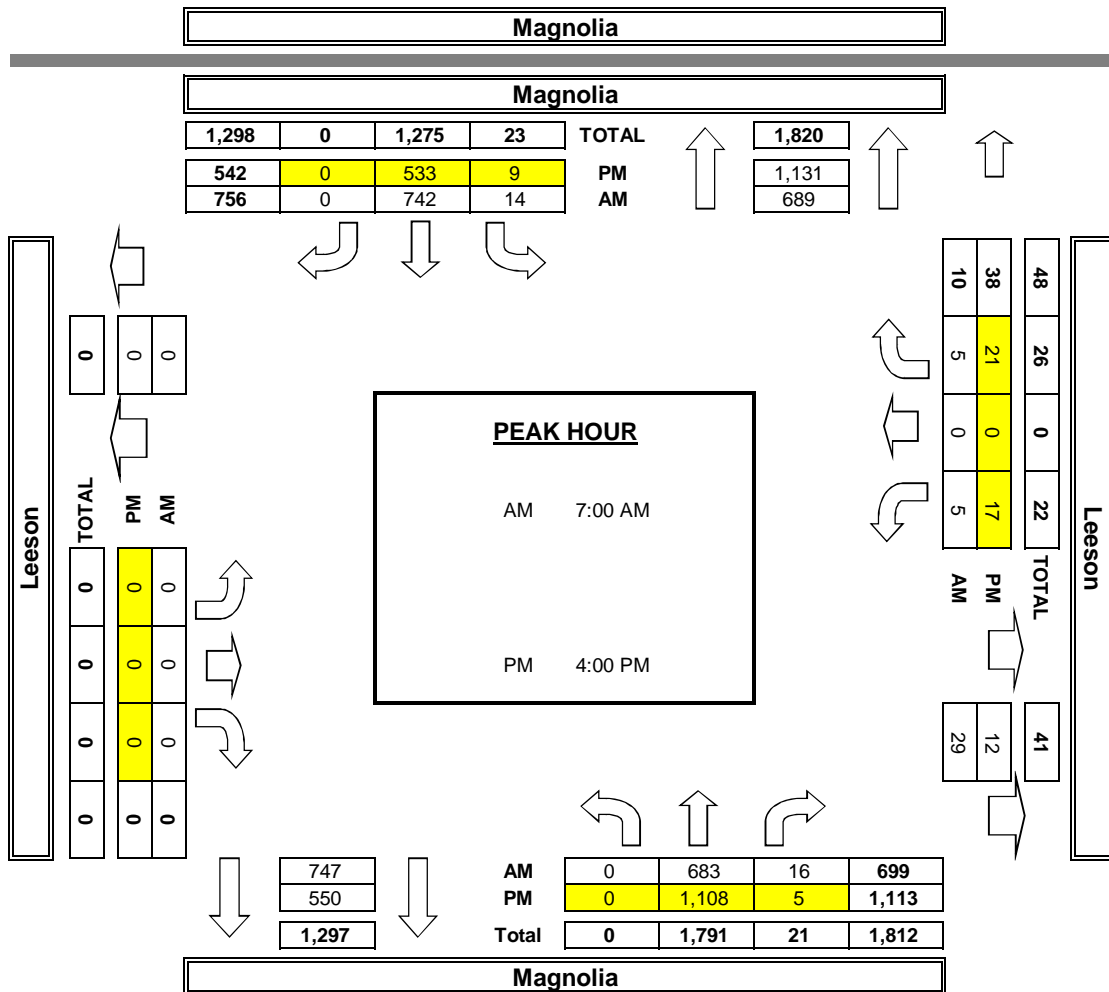 Magnolia
Magnolia
1,298 0 1,275 23 TOTAL 1,820
542 0 533 9 PM 1,131
756 0 742 14 AM 689
Leeson
0 0 0
TOTAL PM AM
0 0 0
0 0 0
0 0 0
0 0 0
PEAK HOUR
AM 7:00 AM
PM 4:00 PM
10 38 48
5 21 26
0 0 0
5 17 22
AM PM TOTAL
29 12 41
Leeson
747 AM 0 683 16 699
550 PM 0 1,108 5 1,113
1,297 Total 0 1,791 21 1,812
Magnolia